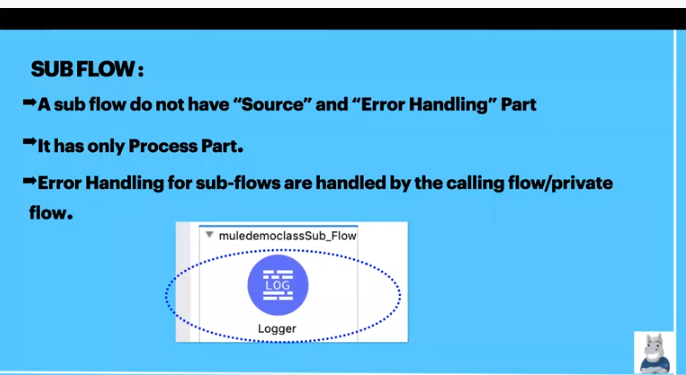 SUB FLOW :
➡A sub flow do not have “Source” and “Error Handling” Part
➡It has only Process Part.
➡Error Handling for sub-flows are handled by the calling flow/private
flow.
▼ muledemoclassSub_Flow
LOG
Logger